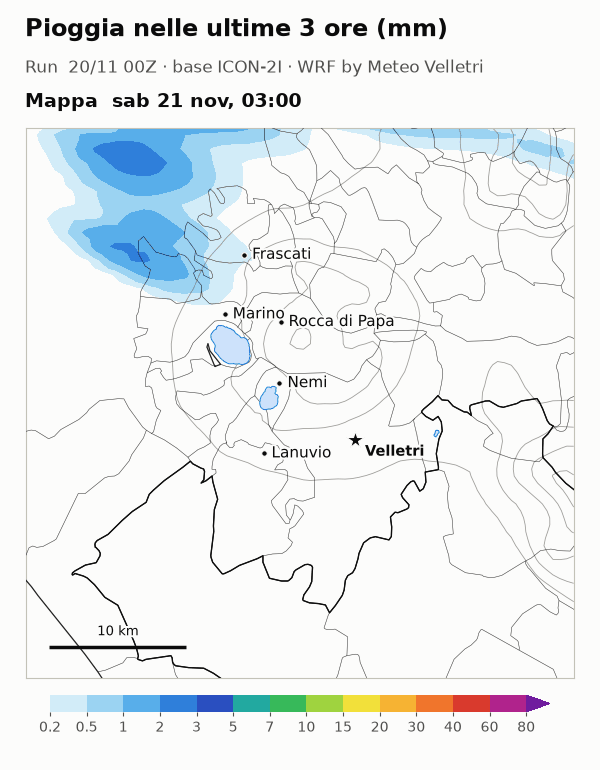 Pioggia nelle ultime 3 ore (mm)
Run  20/11 00Z · base ICON-2I · WRF by Meteo Velletri
Mappa  sab 21 nov, 03:00
Frascati
Marino
Rocca di Papa
Nemi
Velletri
Lanuvio
10 km
0.2 0.5 1 2 3 5 7 10 15 20 30 40 60 80